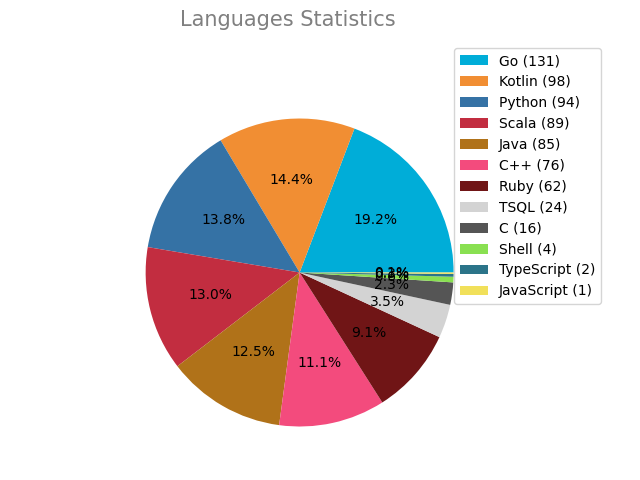 Languages Statistics
Go (131)
Kotlin (98)
Python (94)
Scala (89)
Java (85)
C++ (76)
Ruby (62)
TSQL (24)
C (16)
Shell (4)
TypeScript (2)
JavaScript (1)
14.4%
19.2%
13.8%
13.0%
12.5%
11.1%
9.1%
3.5%
2.3%